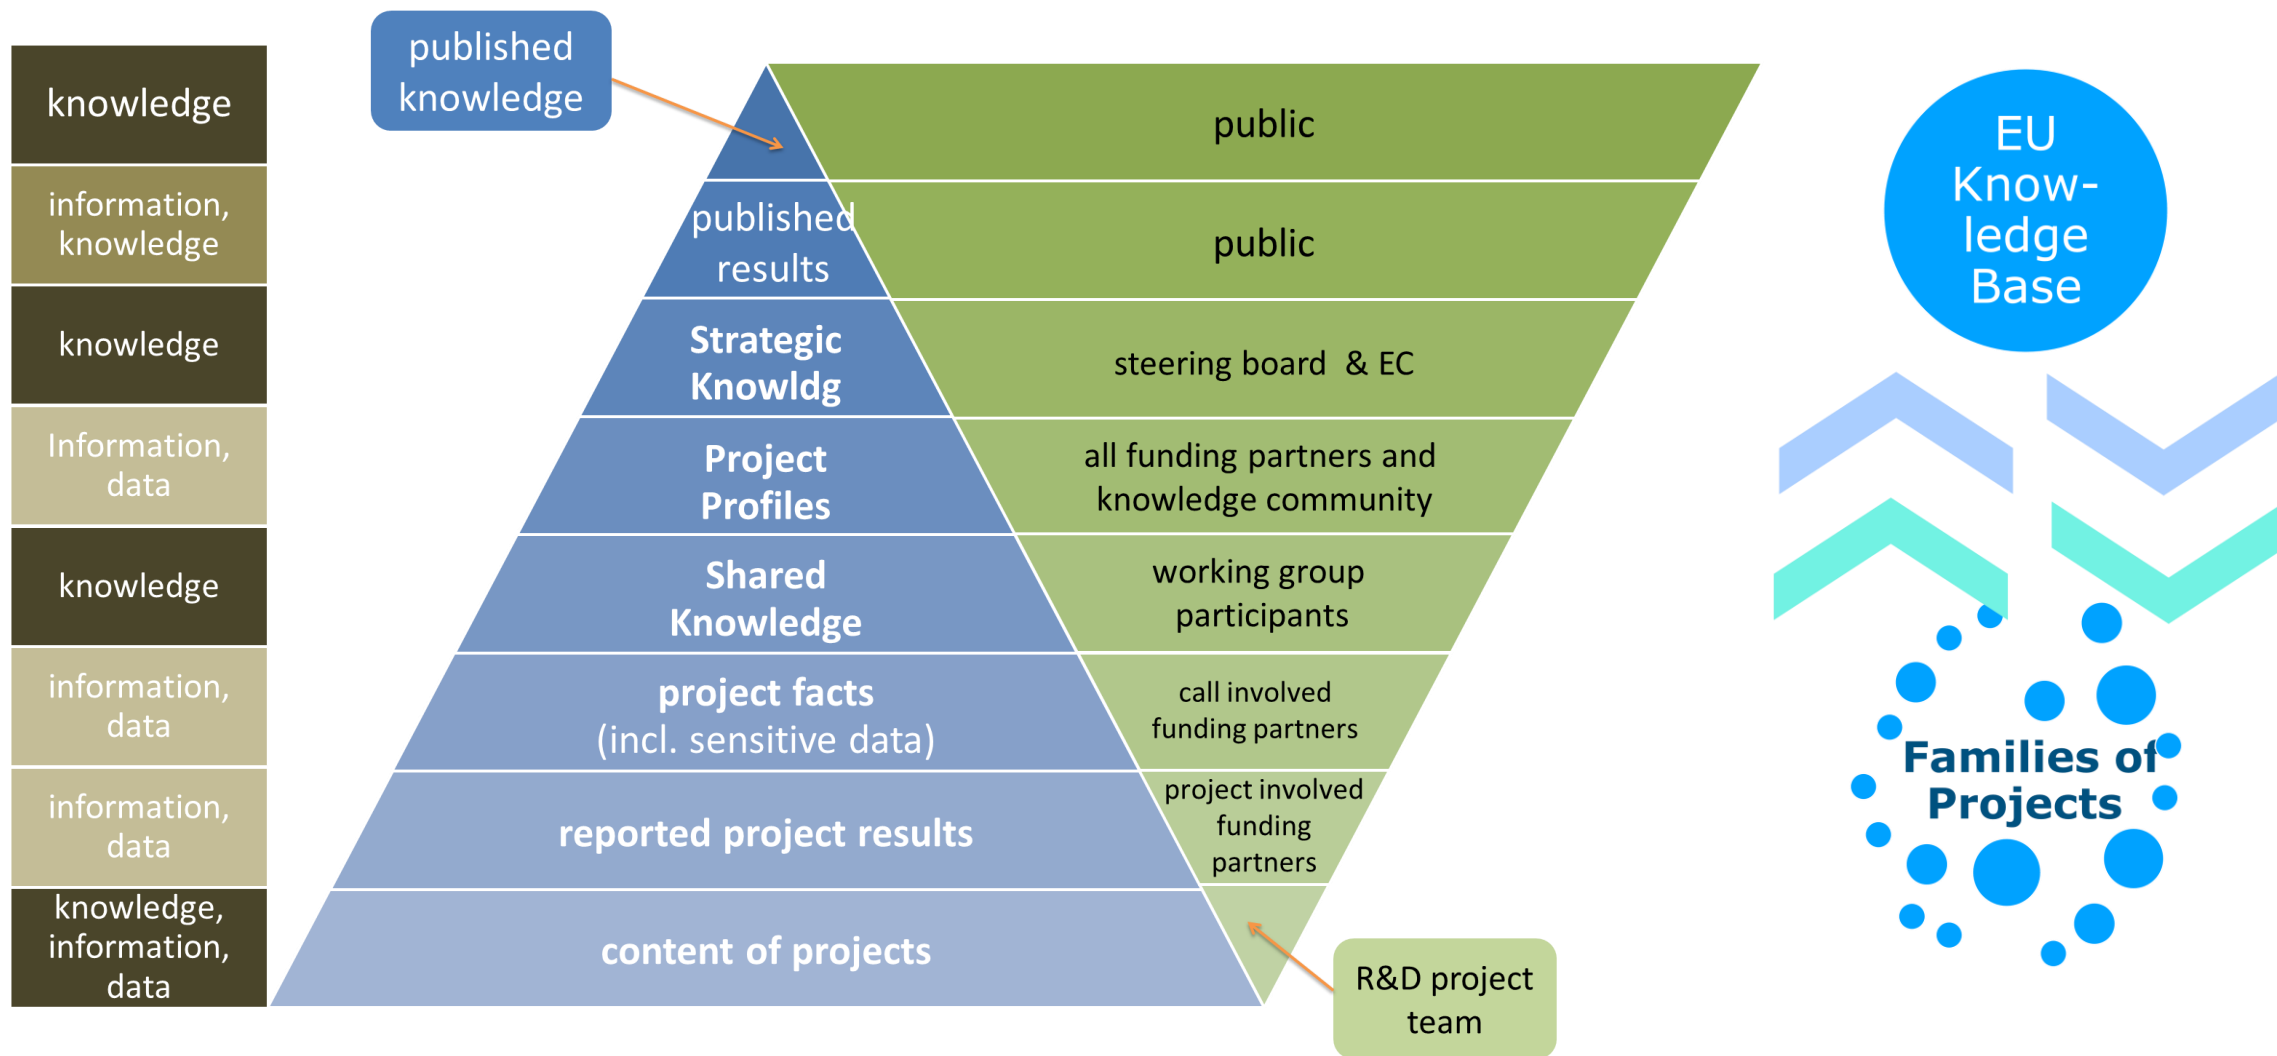 knowledge
information,
knowledge
knowledge
Information,
data
knowledge
information,
data
information,
data
knowledge,
information,
data
published
knowledge
published
results
Strategic
Knowldg
Project
Profiles
Shared
Knowledge
project facts
(incl. sensitive data)
reported project results
content of projects
public
public
steering board & EC
all funding partners and
knowledge community
working group
participants
call involved
funding partners
project involved
funding
partners
R&D project
team
EU
Know-
ledge
Base
Families of
Projects